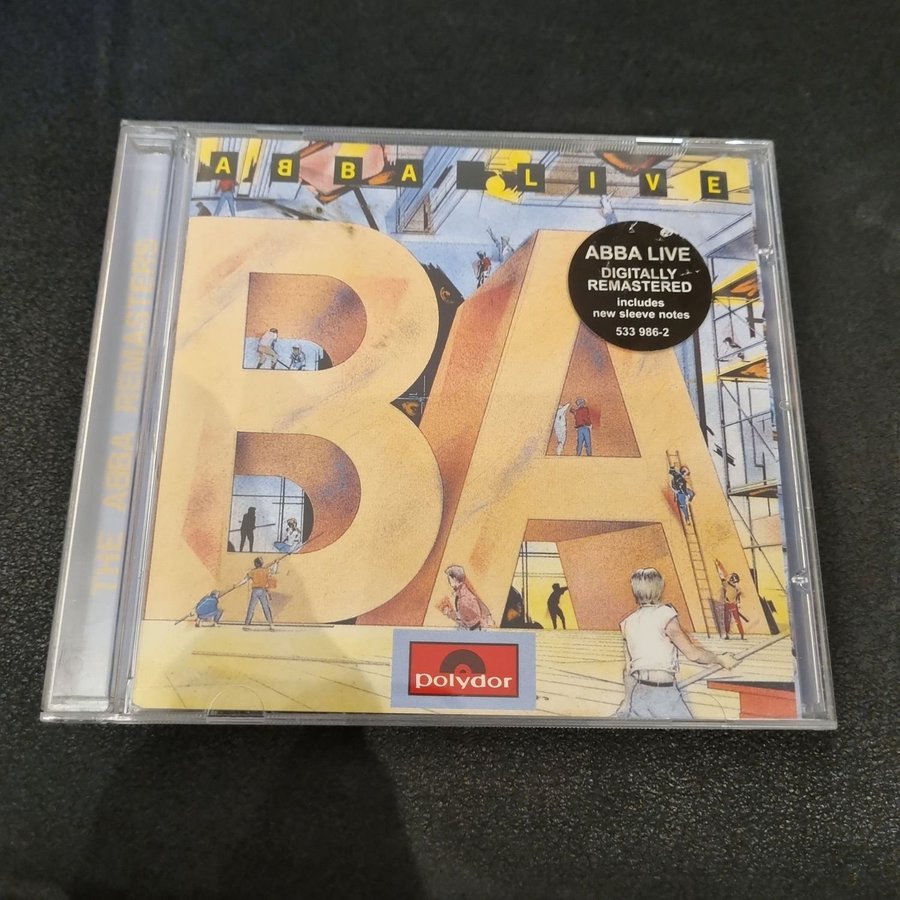 ABBA LIVE
ABBA LIVE
DIGITALLY
REMASTERED
includes
new sleeve notes
533 986-2
BA
THE ABBA REMASTERS
polydor